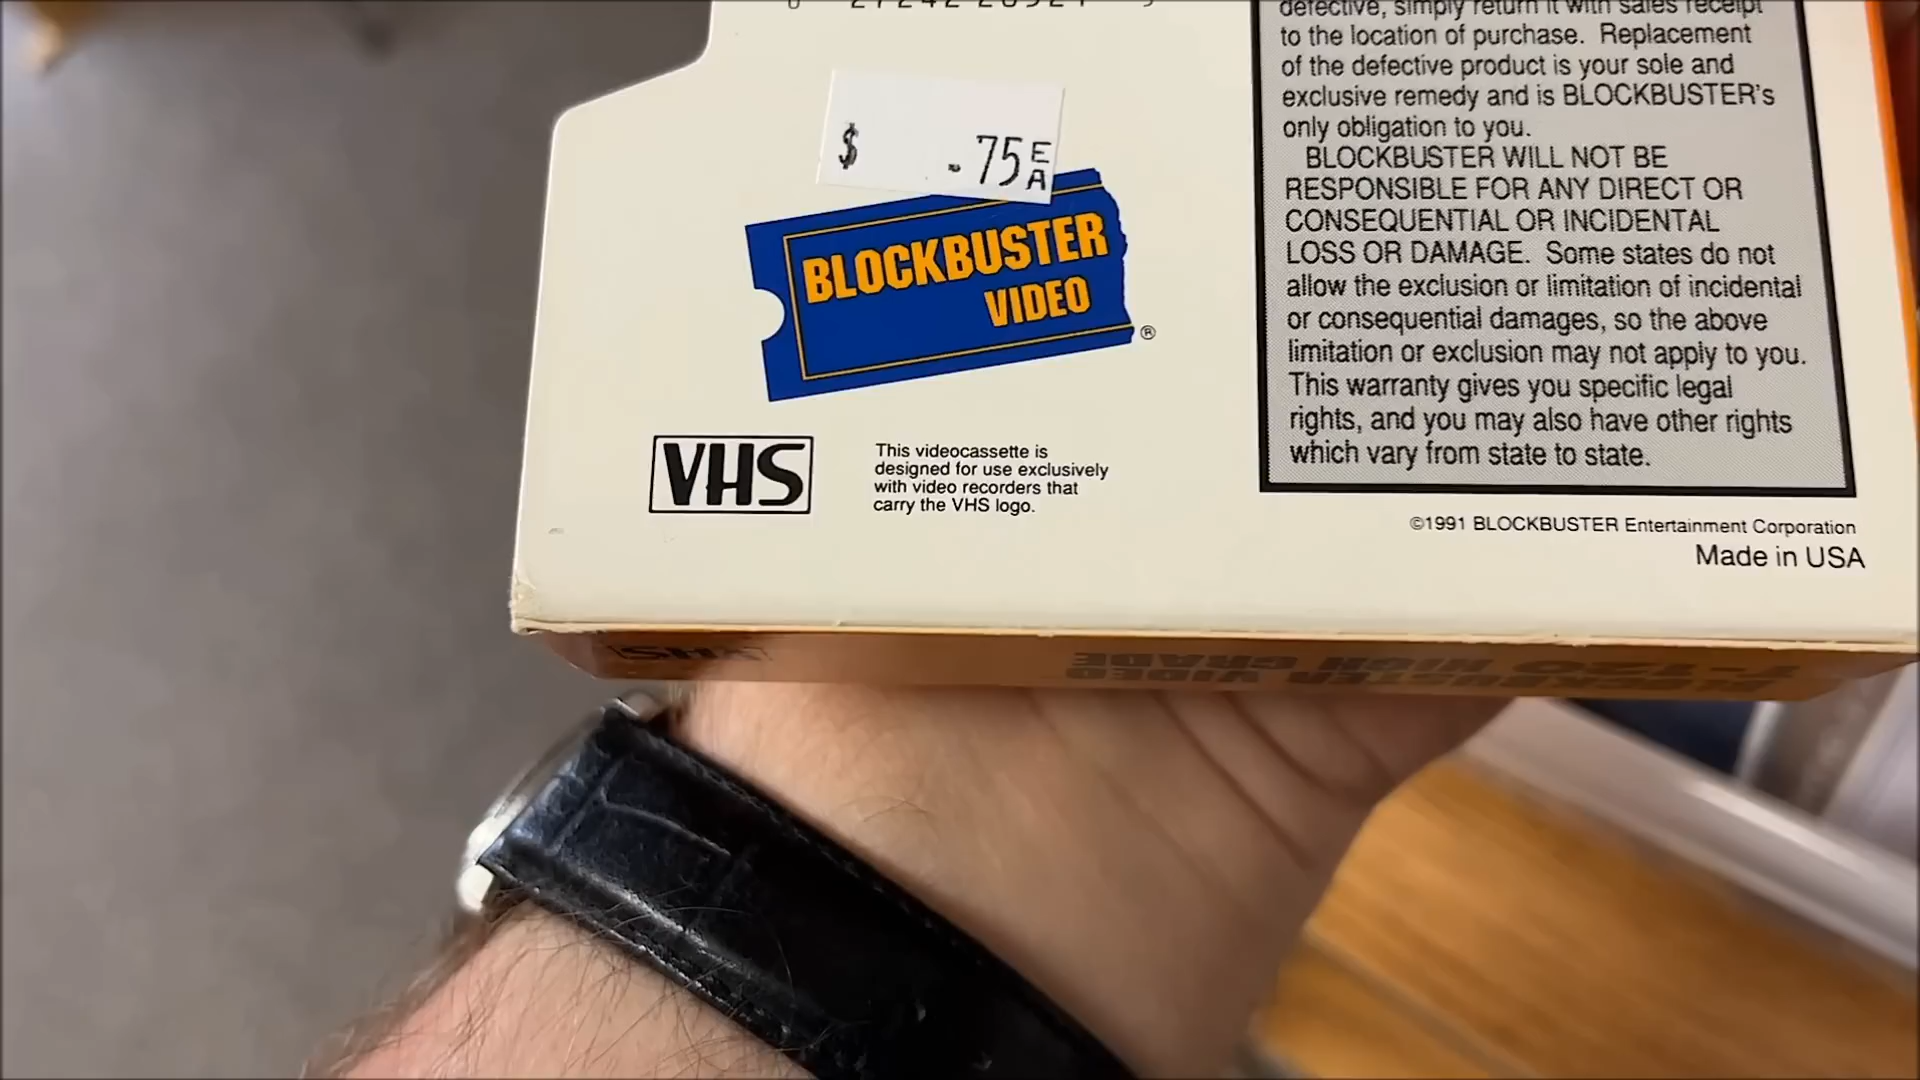 defective, simply return it with sales receipt
to the location of purchase. Replacement
of the defective product is your sole and
exclusive remedy and is BLOCKBUSTER's
only obligation to you.
BLOCKBUSTER WILL NOT BE
RESPONSIBLE FOR ANY DIRECT OR
CONSEQUENTIAL OR INCIDENTAL
LOSS OR DAMAGE. Some states do not
allow the exclusion or limitation of incidental
or consequential damages, so the above
limitation or exclusion may not apply to you.
This warranty gives you specific legal
rights, and you may also have other rights
which vary from state to state.
$ .75 EA
BLOCKBUSTER
VIDEO
®
VHS
This videocassette is
designed for use exclusively
with video recorders that
carry the VHS logo.
©1991 BLOCKBUSTER Entertainment Corporation
Made in USA
VHS
T-120
BLOCKBUSTER VIDEO
HIGH GRADE